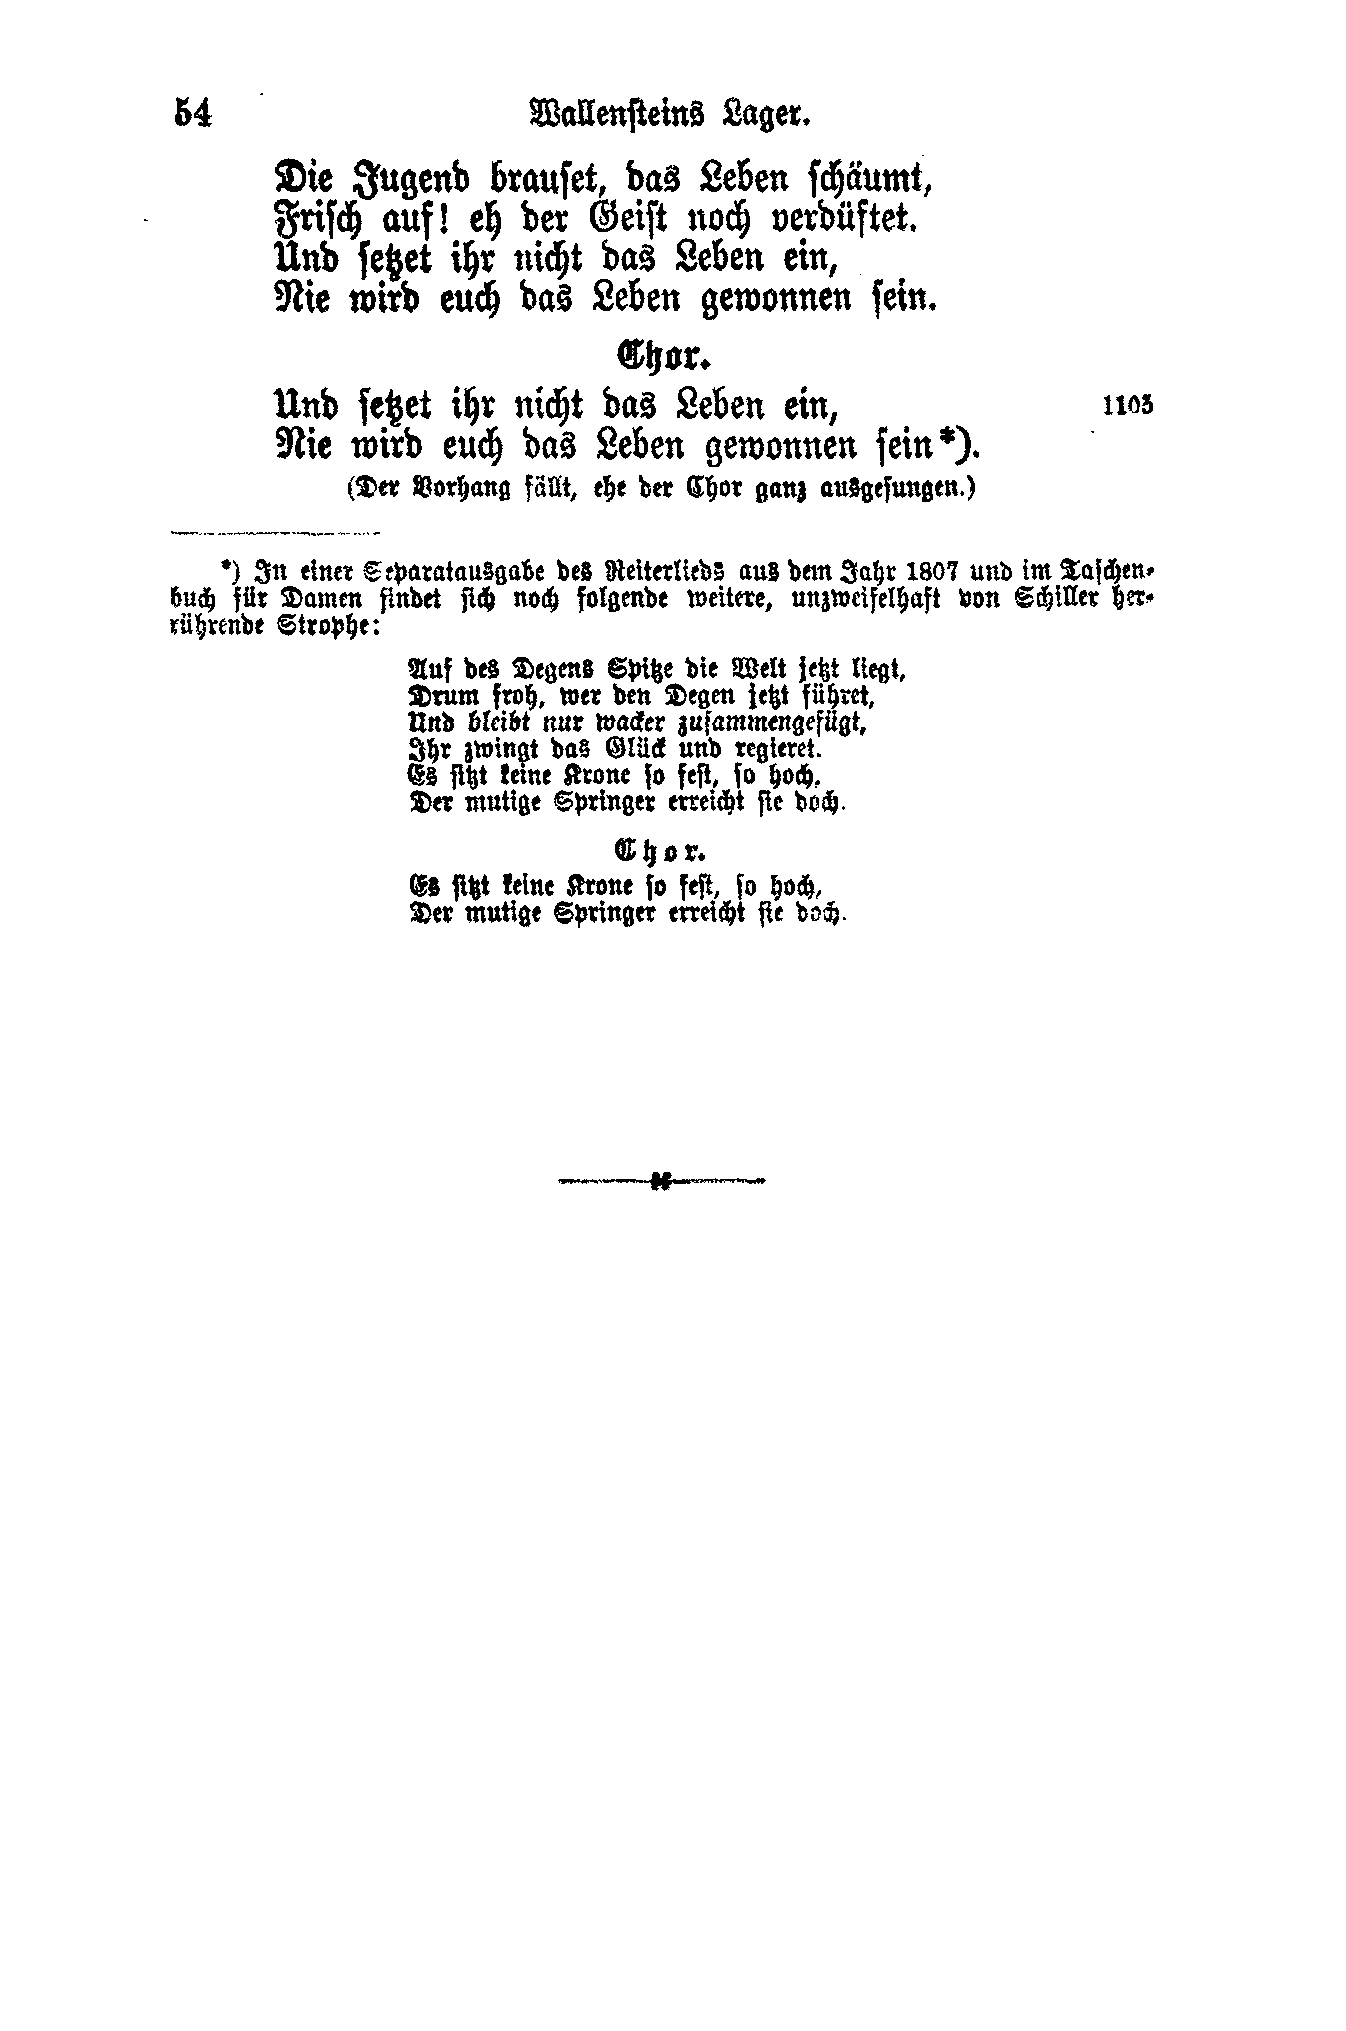 54 Wallensteins Lager.
Die Jugend brauset, das Leben schäumt,
Frisch auf! eh der Geist noch verdüftet.
Und setzet ihr nicht das Leben ein,
Nie wird euch das Leben gewonnen sein.
Chor.
Und setzet ihr nicht das Leben ein, 1105
Nie wird euch das Leben gewonnen sein*).
(Der Vorhang fällt, ehe der Chor ganz ausgesungen.)
*) In einer Separatausgabe des Reiterlieds aus dem Jahr 1807 und im Taschen-
buch für Damen findet sich noch folgende weitere, unzweifelhaft von Schiller her-
rührende Strophe:
Auf des Degens Spitze die Welt jetzt liegt,
Drum froh, wer den Degen jetzt führet,
Und bleibt nur wacker zusammengefügt,
Ihr zwingt das Glück und regieret.
Es sitzt keine Krone so fest, so hoch,
Der mutige Springer erreicht sie doch.
Chor.
Es sitzt keine Krone so fest, so hoch,
Der mutige Springer erreicht sie doch.